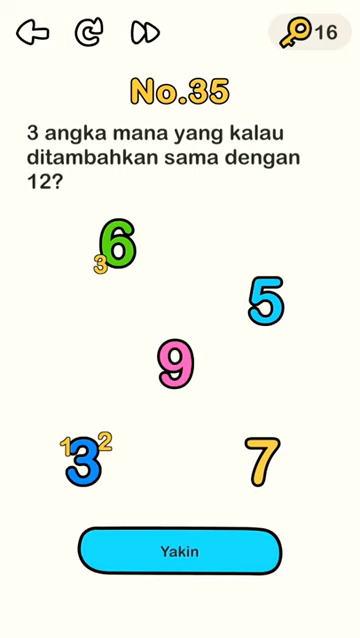 16
No.35
3 angka mana yang kalau
ditambahkan sama dengan
12?
6
3
5
9
1 3 2
7
Yakin